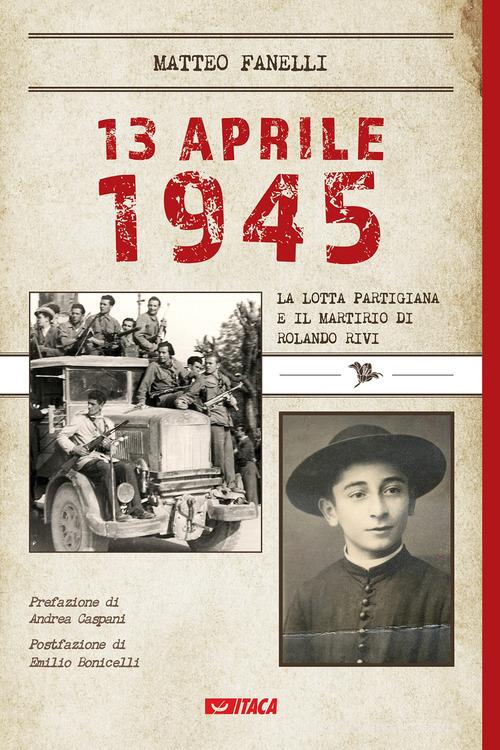 MATTEO FANELLI
13 APRILE
1945
LA LOTTA PARTIGIANA
E IL MARTIRIO DI
ROLANDO RIVI
Prefazione di
Andrea Caspani
Postfazione di
Emilio Bonicelli
ITACA